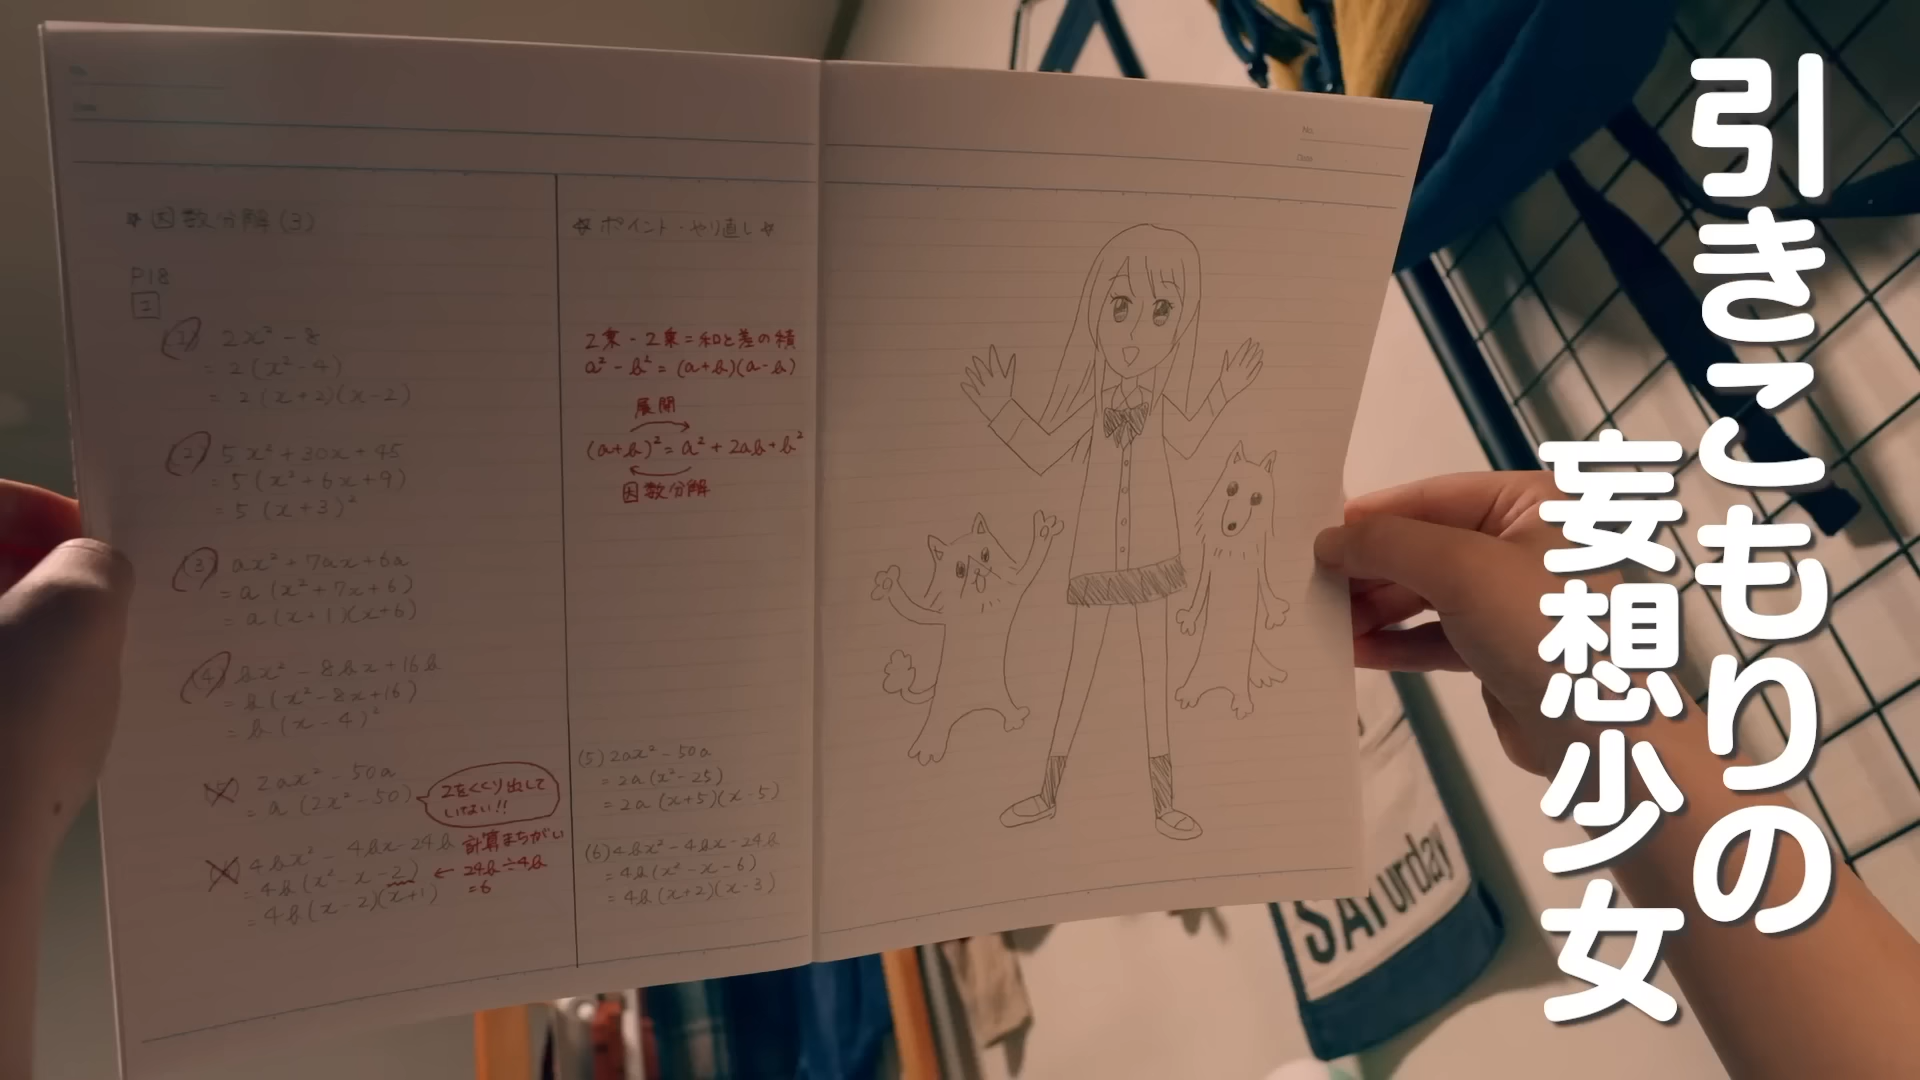 引きこもりの
妄想少女
No.
Date
☆因数分解(3)
P18
1
(1) 2x² - 8
= 2(x² - 4)
= 2(x+2)(x-2)
(2) 5x² + 30x + 45
= 5(x² + 6x + 9)
= 5(x+3)²
(3) ax² + 7ax + 6a
= a(x² + 7x + 6)
= a(x+1)(x+6)
(4) bx² - 8bx + 16b
= b(x² - 8x + 16)
= b(x-4)²
2ax² - 50a
= a(2x² - 50)
2をくくり出して
いない!!
4bx² - 4bx - 24b
= 4b(x² - x - 2)
= 4b(x-2)(x+1)
計算まちがい
← 24b÷4b
=6
☆ポイント・やり直し☆
2乗 - 2乗 = 和と差の積
a² - b² = (a+b)(a-b)
展開
(a+b)² = a² + 2ab + b²
因数分解
(5) 2ax² - 50a
= 2a(x² - 25)
= 2a(x+5)(x-5)
(6) 4bx² - 4bx - 24b
= 4b(x² - x - 6)
= 4b(x+2)(x-3)
No.
Date
SATurday